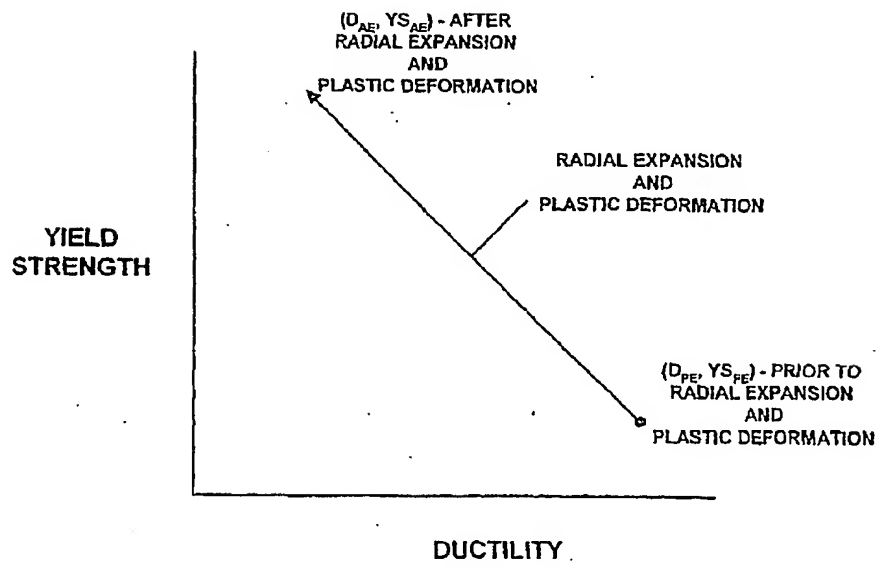 (D_AE, YS_AE) - AFTER
RADIAL EXPANSION
AND
PLASTIC DEFORMATION
RADIAL EXPANSION
AND
PLASTIC DEFORMATION
YIELD
STRENGTH
(D_PE, YS_PE) - PRIOR TO
RADIAL EXPANSION
AND
PLASTIC DEFORMATION
DUCTILITY